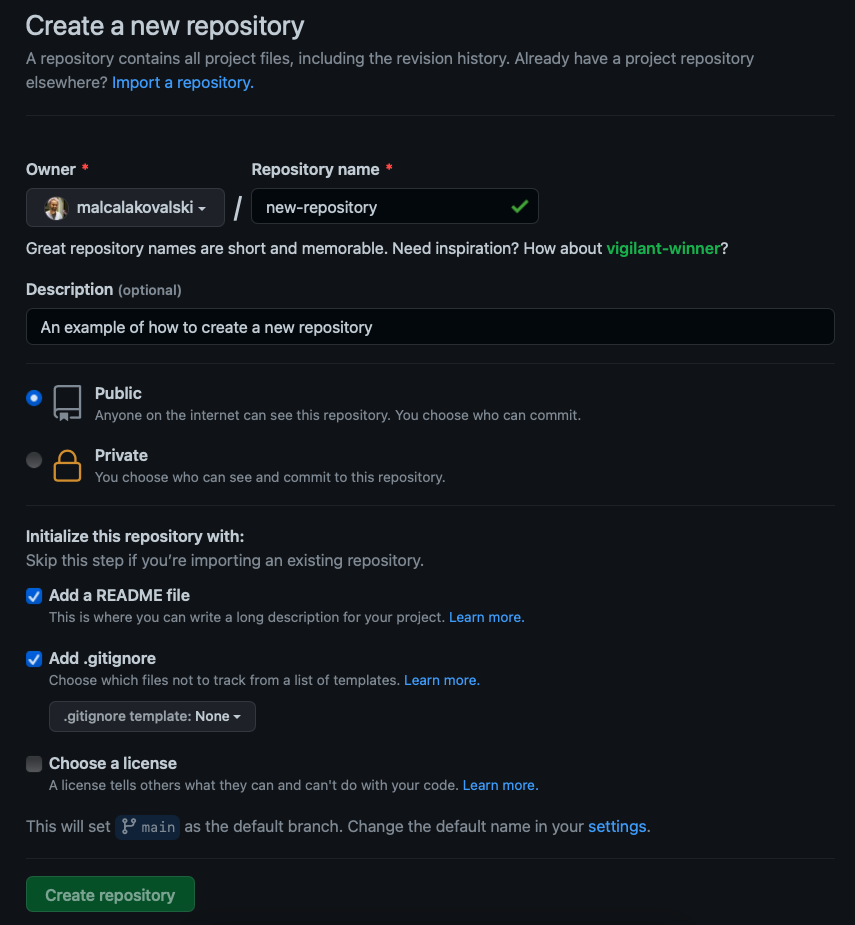 Create a new repository
A repository contains all project files, including the revision history. Already have a project repository
elsewhere? Import a repository.
Owner *
Repository name *
malcalakovalski
/
new-repository
Great repository names are short and memorable. Need inspiration? How about vigilant-winner?
Description (optional)
An example of how to create a new repository
Public
Anyone on the internet can see this repository. You choose who can commit.
Private
You choose who can see and commit to this repository.
Initialize this repository with:
Skip this step if you’re importing an existing repository.
Add a README file
This is where you can write a long description for your project. Learn more.
Add .gitignore
Choose which files not to track from a list of templates. Learn more.
.gitignore template: None
Choose a license
A license tells others what they can and can't do with your code. Learn more.
This will set main as the default branch. Change the default name in your settings.
Create repository